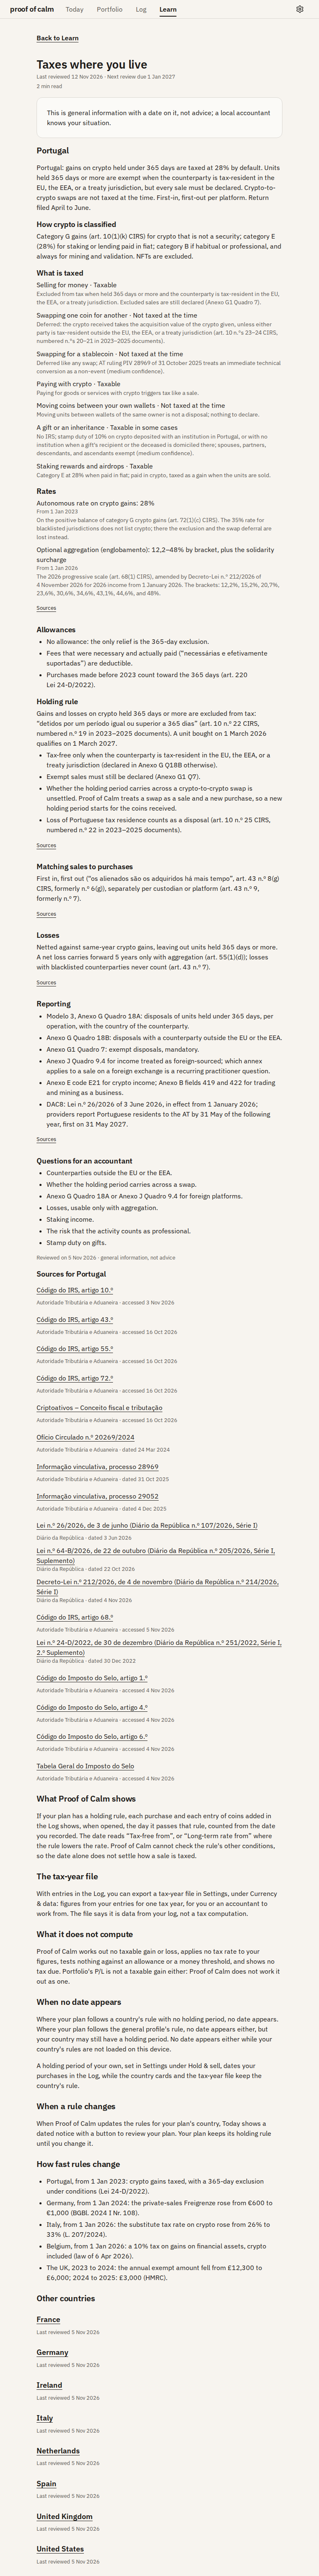 proof of calm Today Portfolio Log Learn
Back to Learn
Taxes where you live
Last reviewed 12 Nov 2026 · Next review due 1 Jan 2027
2 min read
This is general information with a date on it, not advice; a local accountant
knows your situation.
Portugal
Portugal: gains on crypto held under 365 days are taxed at 28% by default. Units
held 365 days or more are exempt when the counterparty is tax-resident in the
EU, the EEA, or a treaty jurisdiction, but every sale must be declared. Crypto-to-
crypto swaps are not taxed at the time. First-in, first-out per platform. Return
filed April to June.
How crypto is classified
Category G gains (art. 10(1)(k) CIRS) for crypto that is not a security; category E
(28%) for staking or lending paid in fiat; category B if habitual or professional, and
always for mining and validation. NFTs are excluded.
What is taxed
Selling for money · Taxable
Excluded from tax when held 365 days or more and the counterparty is tax-resident in the EU,
the EEA, or a treaty jurisdiction. Excluded sales are still declared (Anexo G1 Quadro 7).
Swapping one coin for another · Not taxed at the time
Deferred: the crypto received takes the acquisition value of the crypto given, unless either
party is tax-resident outside the EU, the EEA, or a treaty jurisdiction (art. 10 n.ºs 23–24 CIRS,
numbered n.ºs 20–21 in 2023–2025 documents).
Swapping for a stablecoin · Not taxed at the time
Deferred like any swap; AT ruling PIV 28969 of 31 October 2025 treats an immediate technical
conversion as a non-event (medium confidence).
Paying with crypto · Taxable
Paying for goods or services with crypto triggers tax like a sale.
Moving coins between your own wallets · Not taxed at the time
Moving units between wallets of the same owner is not a disposal; nothing to declare.
A gift or an inheritance · Taxable in some cases
No IRS; stamp duty of 10% on crypto deposited with an institution in Portugal, or with no
institution when a gift's recipient or the deceased is domiciled there; spouses, partners,
descendants, and ascendants exempt (medium confidence).
Staking rewards and airdrops · Taxable
Category E at 28% when paid in fiat; paid in crypto, taxed as a gain when the units are sold.
Rates
Autonomous rate on crypto gains: 28%
From 1 Jan 2023
On the positive balance of category G crypto gains (art. 72(1)(c) CIRS). The 35% rate for
blacklisted jurisdictions does not list crypto; there the exclusion and the swap deferral are
lost instead.
Optional aggregation (englobamento): 12,2–48% by bracket, plus the solidarity
surcharge
From 1 Jan 2026
The 2026 progressive scale (art. 68(1) CIRS), amended by Decreto-Lei n.º 212/2026 of
4 November 2026 for 2026 income from 1 January 2026. The brackets: 12,2%, 15,2%, 20,7%,
23,6%, 30,6%, 34,6%, 43,1%, 44,6%, and 48%.
Sources
Allowances
• No allowance: the only relief is the 365-day exclusion.
• Fees that were necessary and actually paid (“necessárias e efetivamente
suportadas”) are deductible.
• Purchases made before 2023 count toward the 365 days (art. 220
Lei 24-D/2022).
Holding rule
Gains and losses on crypto held 365 days or more are excluded from tax:
“detidos por um período igual ou superior a 365 dias” (art. 10 n.º 22 CIRS,
numbered n.º 19 in 2023–2025 documents). A unit bought on 1 March 2026
qualifies on 1 March 2027.
• Tax-free only when the counterparty is tax-resident in the EU, the EEA, or a
treaty jurisdiction (declared in Anexo G Q18B otherwise).
• Exempt sales must still be declared (Anexo G1 Q7).
• Whether the holding period carries across a crypto-to-crypto swap is
unsettled. Proof of Calm treats a swap as a sale and a new purchase, so a new
holding period starts for the coins received.
• Loss of Portuguese tax residence counts as a disposal (art. 10 n.º 25 CIRS,
numbered n.º 22 in 2023–2025 documents).
Sources
Matching sales to purchases
First in, first out (“os alienados são os adquiridos há mais tempo”, art. 43 n.º 8(g)
CIRS, formerly n.º 6(g)), separately per custodian or platform (art. 43 n.º 9,
formerly n.º 7).
Sources
Losses
Netted against same-year crypto gains, leaving out units held 365 days or more.
A net loss carries forward 5 years only with aggregation (art. 55(1)(d)); losses
with blacklisted counterparties never count (art. 43 n.º 7).
Sources
Reporting
• Modelo 3, Anexo G Quadro 18A: disposals of units held under 365 days, per
operation, with the country of the counterparty.
• Anexo G Quadro 18B: disposals with a counterparty outside the EU or the EEA.
• Anexo G1 Quadro 7: exempt disposals, mandatory.
• Anexo J Quadro 9.4 for income treated as foreign-sourced; which annex
applies to a sale on a foreign exchange is a recurring practitioner question.
• Anexo E code E21 for crypto income; Anexo B fields 419 and 422 for trading
and mining as a business.
• DAC8: Lei n.º 26/2026 of 3 June 2026, in effect from 1 January 2026;
providers report Portuguese residents to the AT by 31 May of the following
year, first on 31 May 2027.
Sources
Questions for an accountant
• Counterparties outside the EU or the EEA.
• Whether the holding period carries across a swap.
• Anexo G Quadro 18A or Anexo J Quadro 9.4 for foreign platforms.
• Losses, usable only with aggregation.
• Staking income.
• The risk that the activity counts as professional.
• Stamp duty on gifts.
Reviewed on 5 Nov 2026 · general information, not advice
Sources for Portugal
Código do IRS, artigo 10.º
Autoridade Tributária e Aduaneira · accessed 3 Nov 2026
Código do IRS, artigo 43.º
Autoridade Tributária e Aduaneira · accessed 16 Oct 2026
Código do IRS, artigo 55.º
Autoridade Tributária e Aduaneira · accessed 16 Oct 2026
Código do IRS, artigo 72.º
Autoridade Tributária e Aduaneira · accessed 16 Oct 2026
Criptoativos – Conceito fiscal e tributação
Autoridade Tributária e Aduaneira · accessed 16 Oct 2026
Ofício Circulado n.º 20269/2024
Autoridade Tributária e Aduaneira · dated 24 Mar 2024
Informação vinculativa, processo 28969
Autoridade Tributária e Aduaneira · dated 31 Oct 2025
Informação vinculativa, processo 29052
Autoridade Tributária e Aduaneira · dated 4 Dec 2025
Lei n.º 26/2026, de 3 de junho (Diário da República n.º 107/2026, Série I)
Diário da República · dated 3 Jun 2026
Lei n.º 64-B/2026, de 22 de outubro (Diário da República n.º 205/2026, Série I,
Suplemento)
Diário da República · dated 22 Oct 2026
Decreto-Lei n.º 212/2026, de 4 de novembro (Diário da República n.º 214/2026,
Série I)
Diário da República · dated 4 Nov 2026
Código do IRS, artigo 68.º
Autoridade Tributária e Aduaneira · accessed 5 Nov 2026
Lei n.º 24-D/2022, de 30 de dezembro (Diário da República n.º 251/2022, Série I,
2.º Suplemento)
Diário da República · dated 30 Dec 2022
Código do Imposto do Selo, artigo 1.º
Autoridade Tributária e Aduaneira · accessed 4 Nov 2026
Código do Imposto do Selo, artigo 4.º
Autoridade Tributária e Aduaneira · accessed 4 Nov 2026
Código do Imposto do Selo, artigo 6.º
Autoridade Tributária e Aduaneira · accessed 4 Nov 2026
Tabela Geral do Imposto do Selo
Autoridade Tributária e Aduaneira · accessed 4 Nov 2026
What Proof of Calm shows
If your plan has a holding rule, each purchase and each entry of coins added in
the Log shows, when opened, the day it passes that rule, counted from the date
you recorded. The date reads “Tax-free from”, or “Long-term rate from” where
the rule lowers the rate. Proof of Calm cannot check the rule's other conditions,
so the date alone does not settle how a sale is taxed.
The tax-year file
With entries in the Log, you can export a tax-year file in Settings, under Currency
& data: figures from your entries for one tax year, for you or an accountant to
work from. The file says it is data from your log, not a tax computation.
What it does not compute
Proof of Calm works out no taxable gain or loss, applies no tax rate to your
figures, tests nothing against an allowance or a money threshold, and shows no
tax due. Portfolio's P/L is not a taxable gain either: Proof of Calm does not work it
out as one.
When no date appears
Where your plan follows a country's rule with no holding period, no date appears.
Where your plan follows the general profile's rule, no date appears either, but
your country may still have a holding period. No date appears either while your
country's rules are not loaded on this device.
A holding period of your own, set in Settings under Hold & sell, dates your
purchases in the Log, while the country cards and the tax-year file keep the
country's rule.
When a rule changes
When Proof of Calm updates the rules for your plan's country, Today shows a
dated notice with a button to review your plan. Your plan keeps its holding rule
until you change it.
How fast rules change
• Portugal, from 1 Jan 2023: crypto gains taxed, with a 365-day exclusion
under conditions (Lei 24-D/2022).
• Germany, from 1 Jan 2024: the private-sales Freigrenze rose from €600 to
€1,000 (BGBl. 2024 I Nr. 108).
• Italy, from 1 Jan 2026: the substitute tax rate on crypto rose from 26% to
33% (L. 207/2024).
• Belgium, from 1 Jan 2026: a 10% tax on gains on financial assets, crypto
included (law of 6 Apr 2026).
• The UK, 2023 to 2024: the annual exempt amount fell from £12,300 to
£6,000; 2024 to 2025: £3,000 (HMRC).
Other countries
France
Last reviewed 5 Nov 2026
Germany
Last reviewed 5 Nov 2026
Ireland
Last reviewed 5 Nov 2026
Italy
Last reviewed 5 Nov 2026
Netherlands
Last reviewed 5 Nov 2026
Spain
Last reviewed 5 Nov 2026
United Kingdom
Last reviewed 5 Nov 2026
United States
Last reviewed 5 Nov 2026